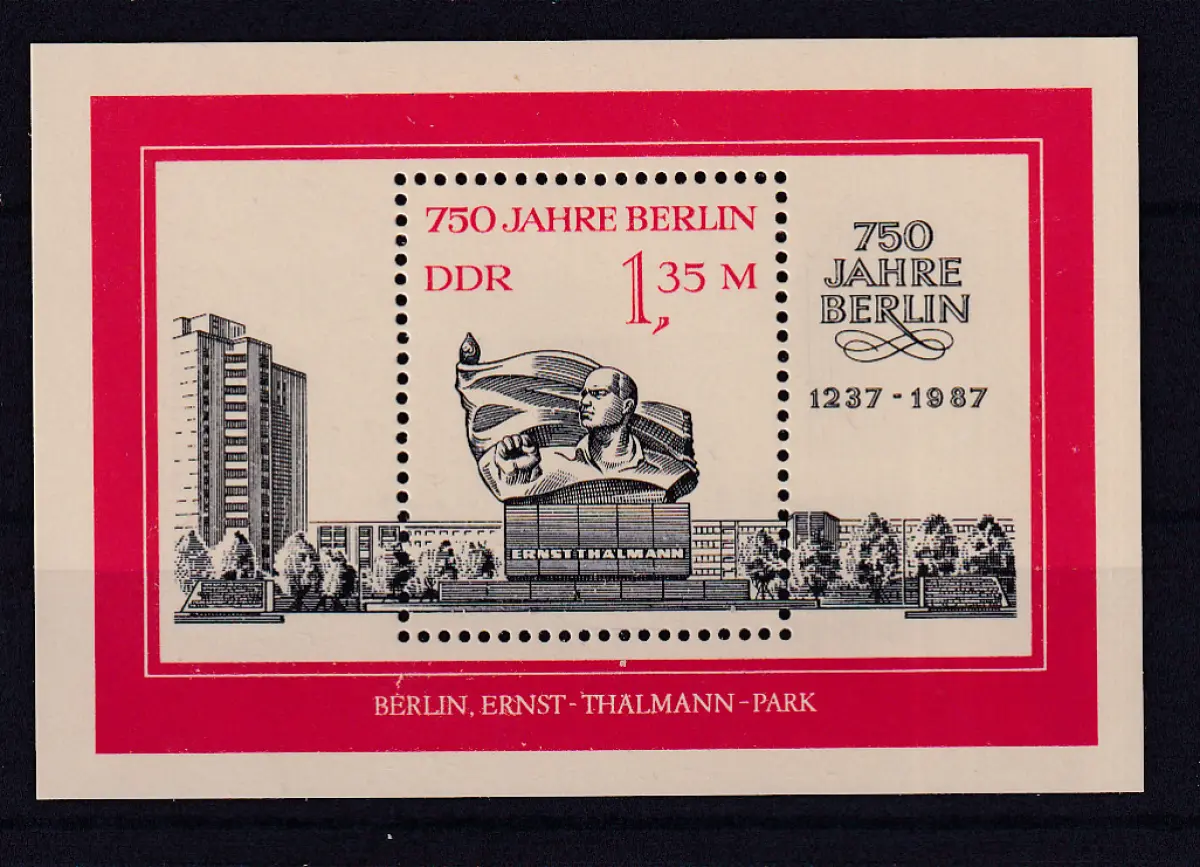 750 JAHRE BERLIN
DDR 1,35 M
750
JAHRE
BERLIN
1237 - 1987
ERNST THÄLMANN
BERLIN, ERNST-THÄLMANN-PARK